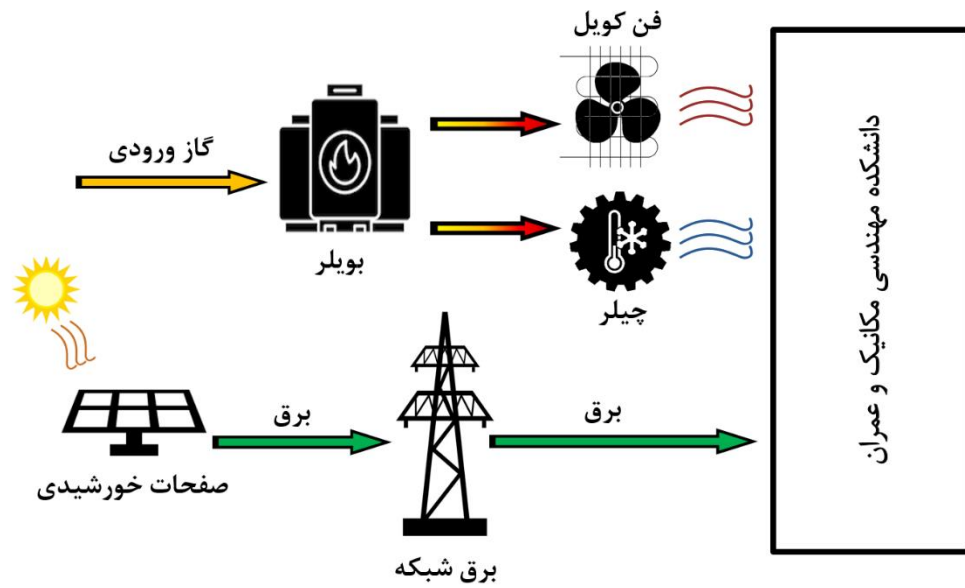 فن کویل
گاز ورودی
بویلر
چیلر
دانشکده مهندسی مکانیک و عمران
برق
برق
صفحات خورشیدی
برق شبکه